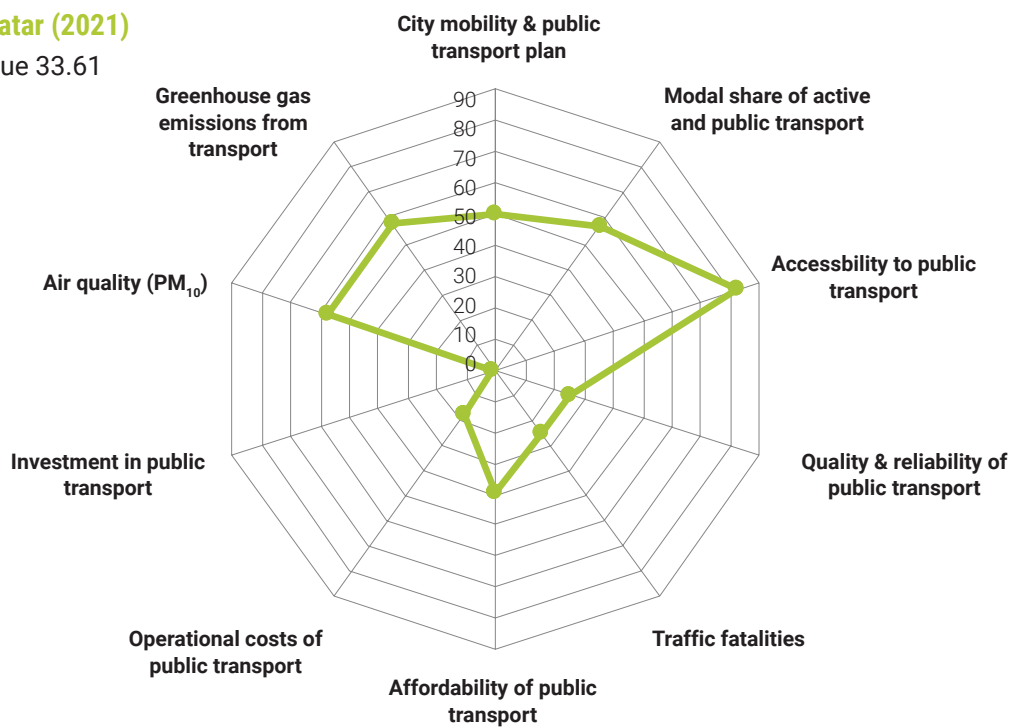 atar (2021)
ue 33.61
City mobility & public
transport plan
Modal share of active
and public transport
Accessbility to public
transport
Quality & reliability of
public transport
Traffic fatalities
Affordability of public
transport
Operational costs of
public transport
Investment in public
transport
Air quality (PM10)
Greenhouse gas
emissions from
transport
90
80
70
60
50
40
30
20
10
0